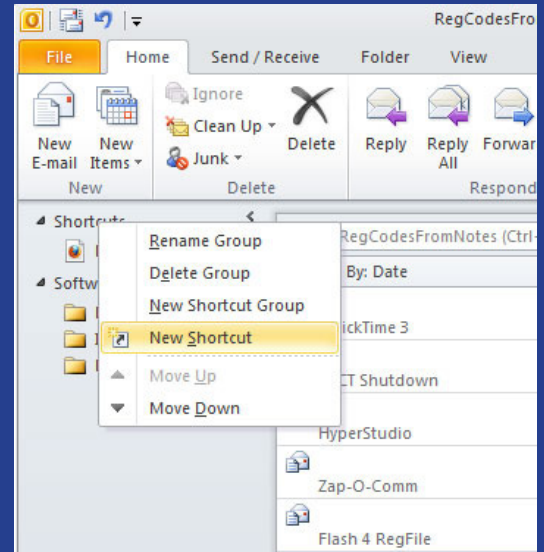 RegCodesFro
File Home Send / Receive Folder View
Ignore
Clean Up
Junk
Delete
New E-mail
New Items
Reply
Reply All
Forwar
New Delete Respond
Shortcuts
Rename Group
Delete Group
New Shortcut Group
New Shortcut
Move Up
Move Down
Softw
RegCodesFromNotes (Ctrl-
By: Date
ickTime 3
CT Shutdown
HyperStudio
Zap-O-Comm
Flash 4 RegFile